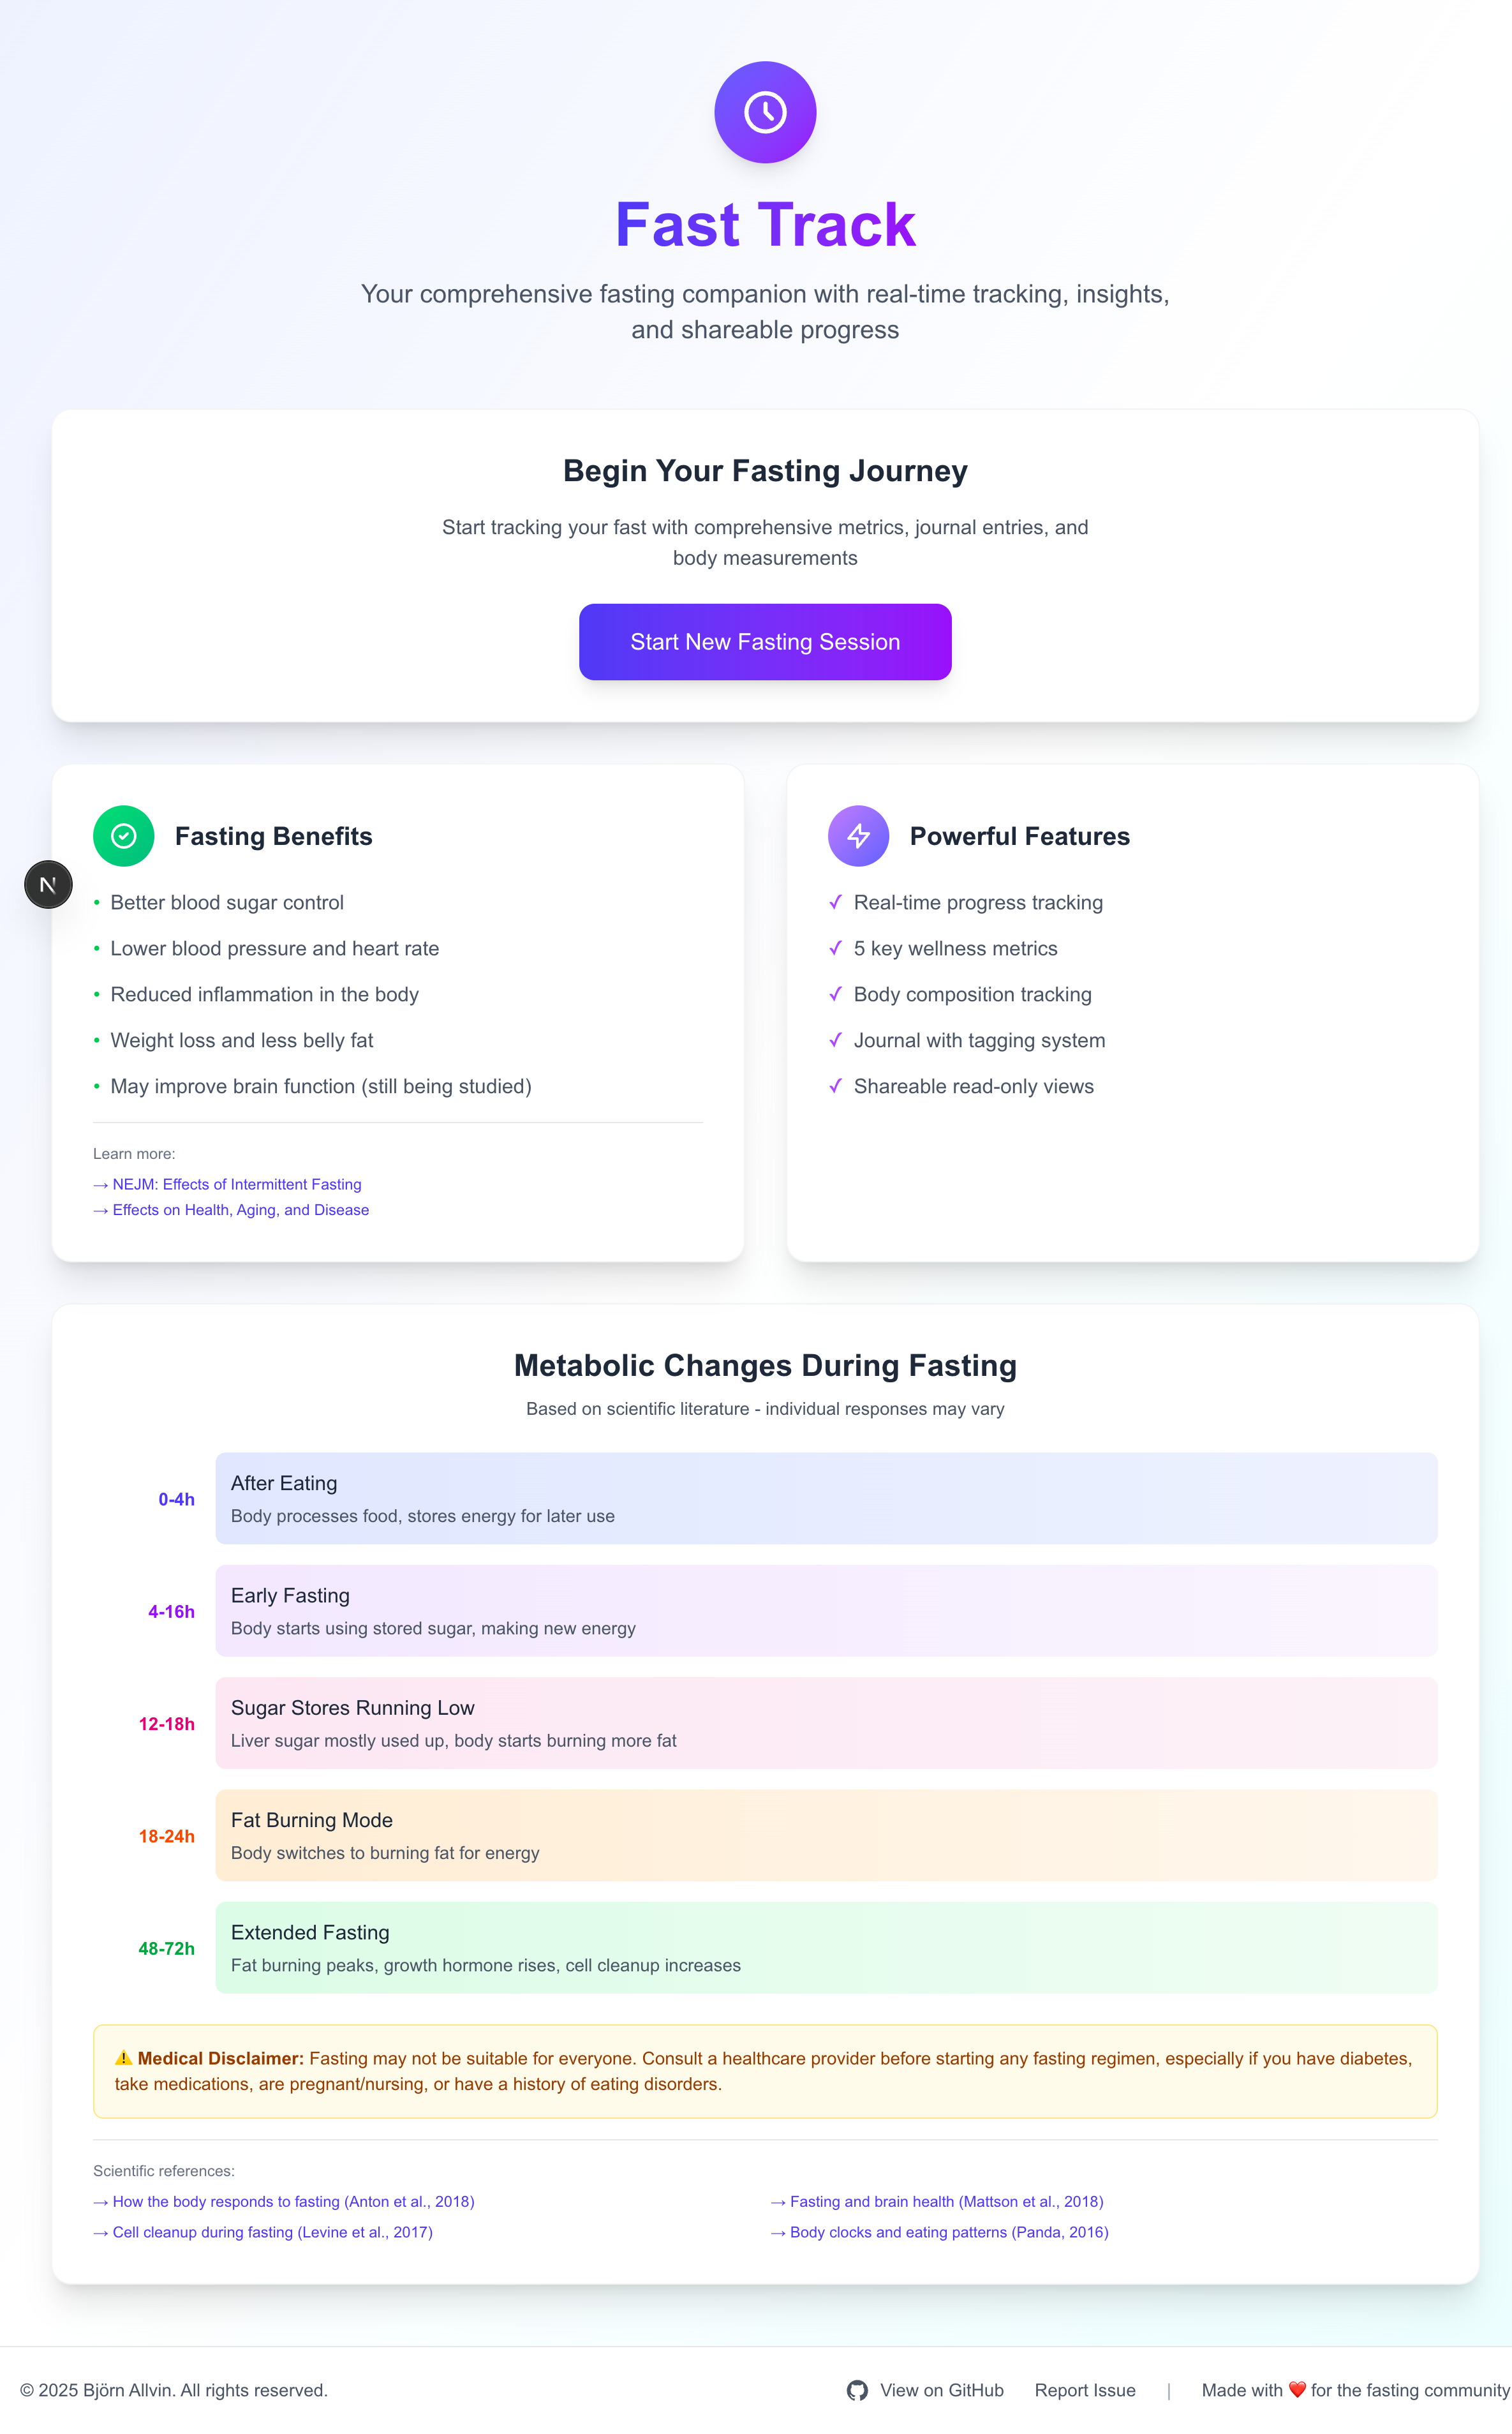 Fast Track
Your comprehensive fasting companion with real-time tracking, insights,
and shareable progress
Begin Your Fasting Journey
Start tracking your fast with comprehensive metrics, journal entries, and
body measurements
Start New Fasting Session
Fasting Benefits
• Better blood sugar control
• Lower blood pressure and heart rate
• Reduced inflammation in the body
• Weight loss and less belly fat
• May improve brain function (still being studied)
Learn more:
→ NEJM: Effects of Intermittent Fasting
→ Effects on Health, Aging, and Disease
N
Powerful Features
✓ Real-time progress tracking
✓ 5 key wellness metrics
✓ Body composition tracking
✓ Journal with tagging system
✓ Shareable read-only views
Metabolic Changes During Fasting
Based on scientific literature - individual responses may vary
0-4h
After Eating
Body processes food, stores energy for later use
4-16h
Early Fasting
Body starts using stored sugar, making new energy
12-18h
Sugar Stores Running Low
Liver sugar mostly used up, body starts burning more fat
18-24h
Fat Burning Mode
Body switches to burning fat for energy
48-72h
Extended Fasting
Fat burning peaks, growth hormone rises, cell cleanup increases
⚠️ Medical Disclaimer: Fasting may not be suitable for everyone. Consult a healthcare provider before starting any fasting regimen, especially if you have diabetes,
take medications, are pregnant/nursing, or have a history of eating disorders.
Scientific references:
→ How the body responds to fasting (Anton et al., 2018)
→ Fasting and brain health (Mattson et al., 2018)
→ Cell cleanup during fasting (Levine et al., 2017)
→ Body clocks and eating patterns (Panda, 2016)
© 2025 Björn Allvin. All rights reserved.
View on GitHub
Report Issue
|
Made with ❤️ for the fasting community